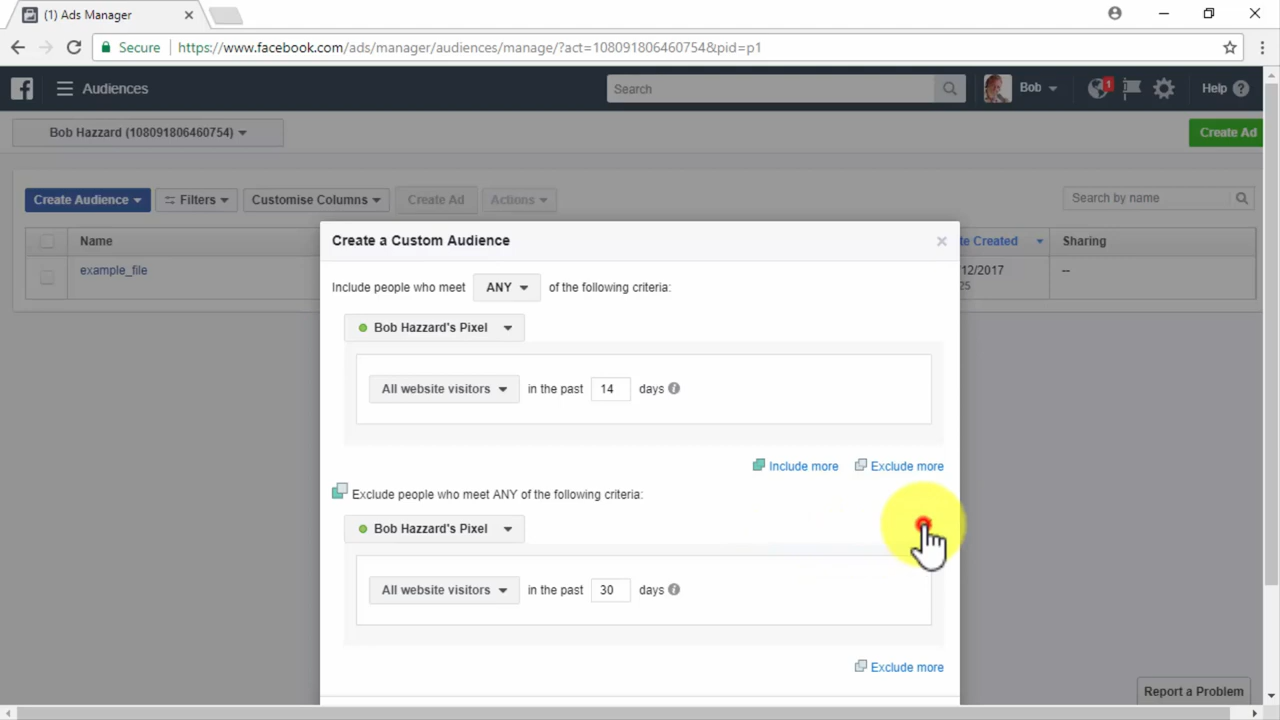 (1) Ads Manager
Secure https://www.facebook.com/ads/manager/audiences/manage/?act=108091806460754&pid=p1
Audiences Search Bob 1 Help
Bob Hazzard (108091806460754) Create Ad
Create Audience Filters Customise Columns Create Ad Actions Search by name
Create a Custom Audience
Name te Created Sharing
example_file 12/2017 --
25
Include people who meet ANY of the following criteria:
Bob Hazzard's Pixel
All website visitors in the past 14 days
Include more Exclude more
Exclude people who meet ANY of the following criteria:
Bob Hazzard's Pixel
All website visitors in the past 30 days
Exclude more
Report a Problem